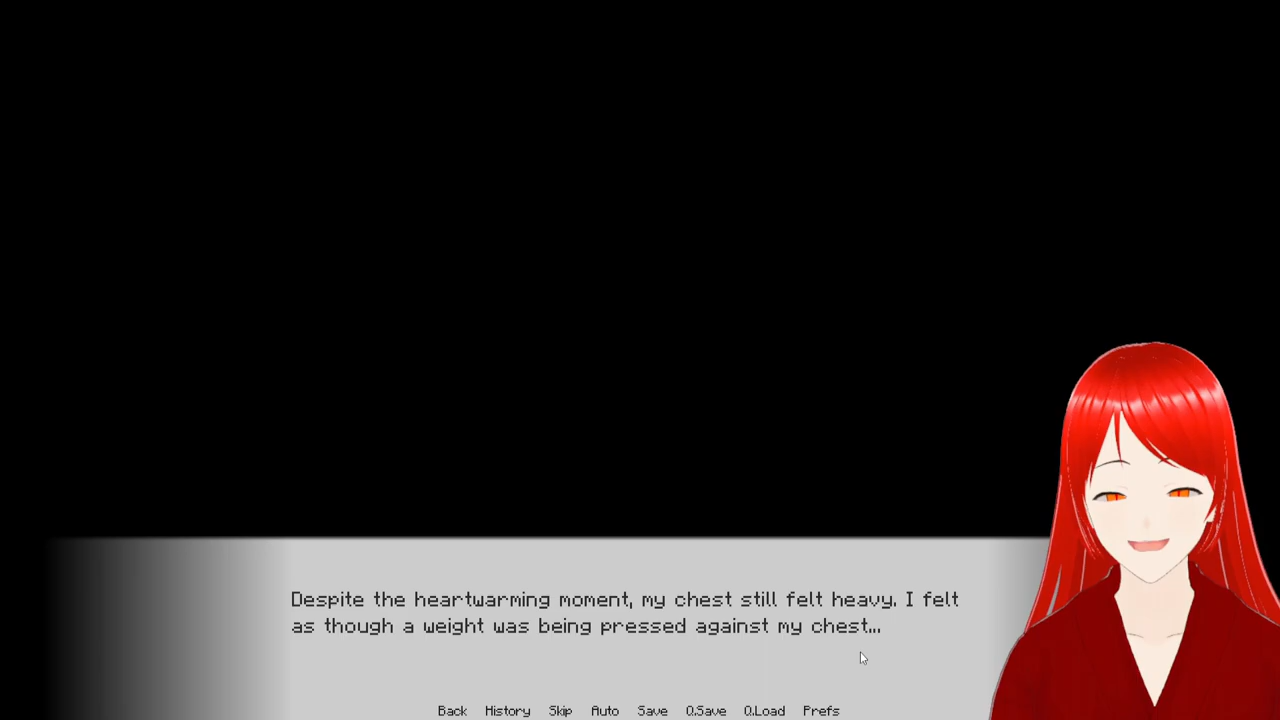 Despite the heartwarming moment, my chest still felt heavy. I felt
as though a weight was being pressed against my chest...
Back History Skip Auto Save Q.Save Q.Load Prefs